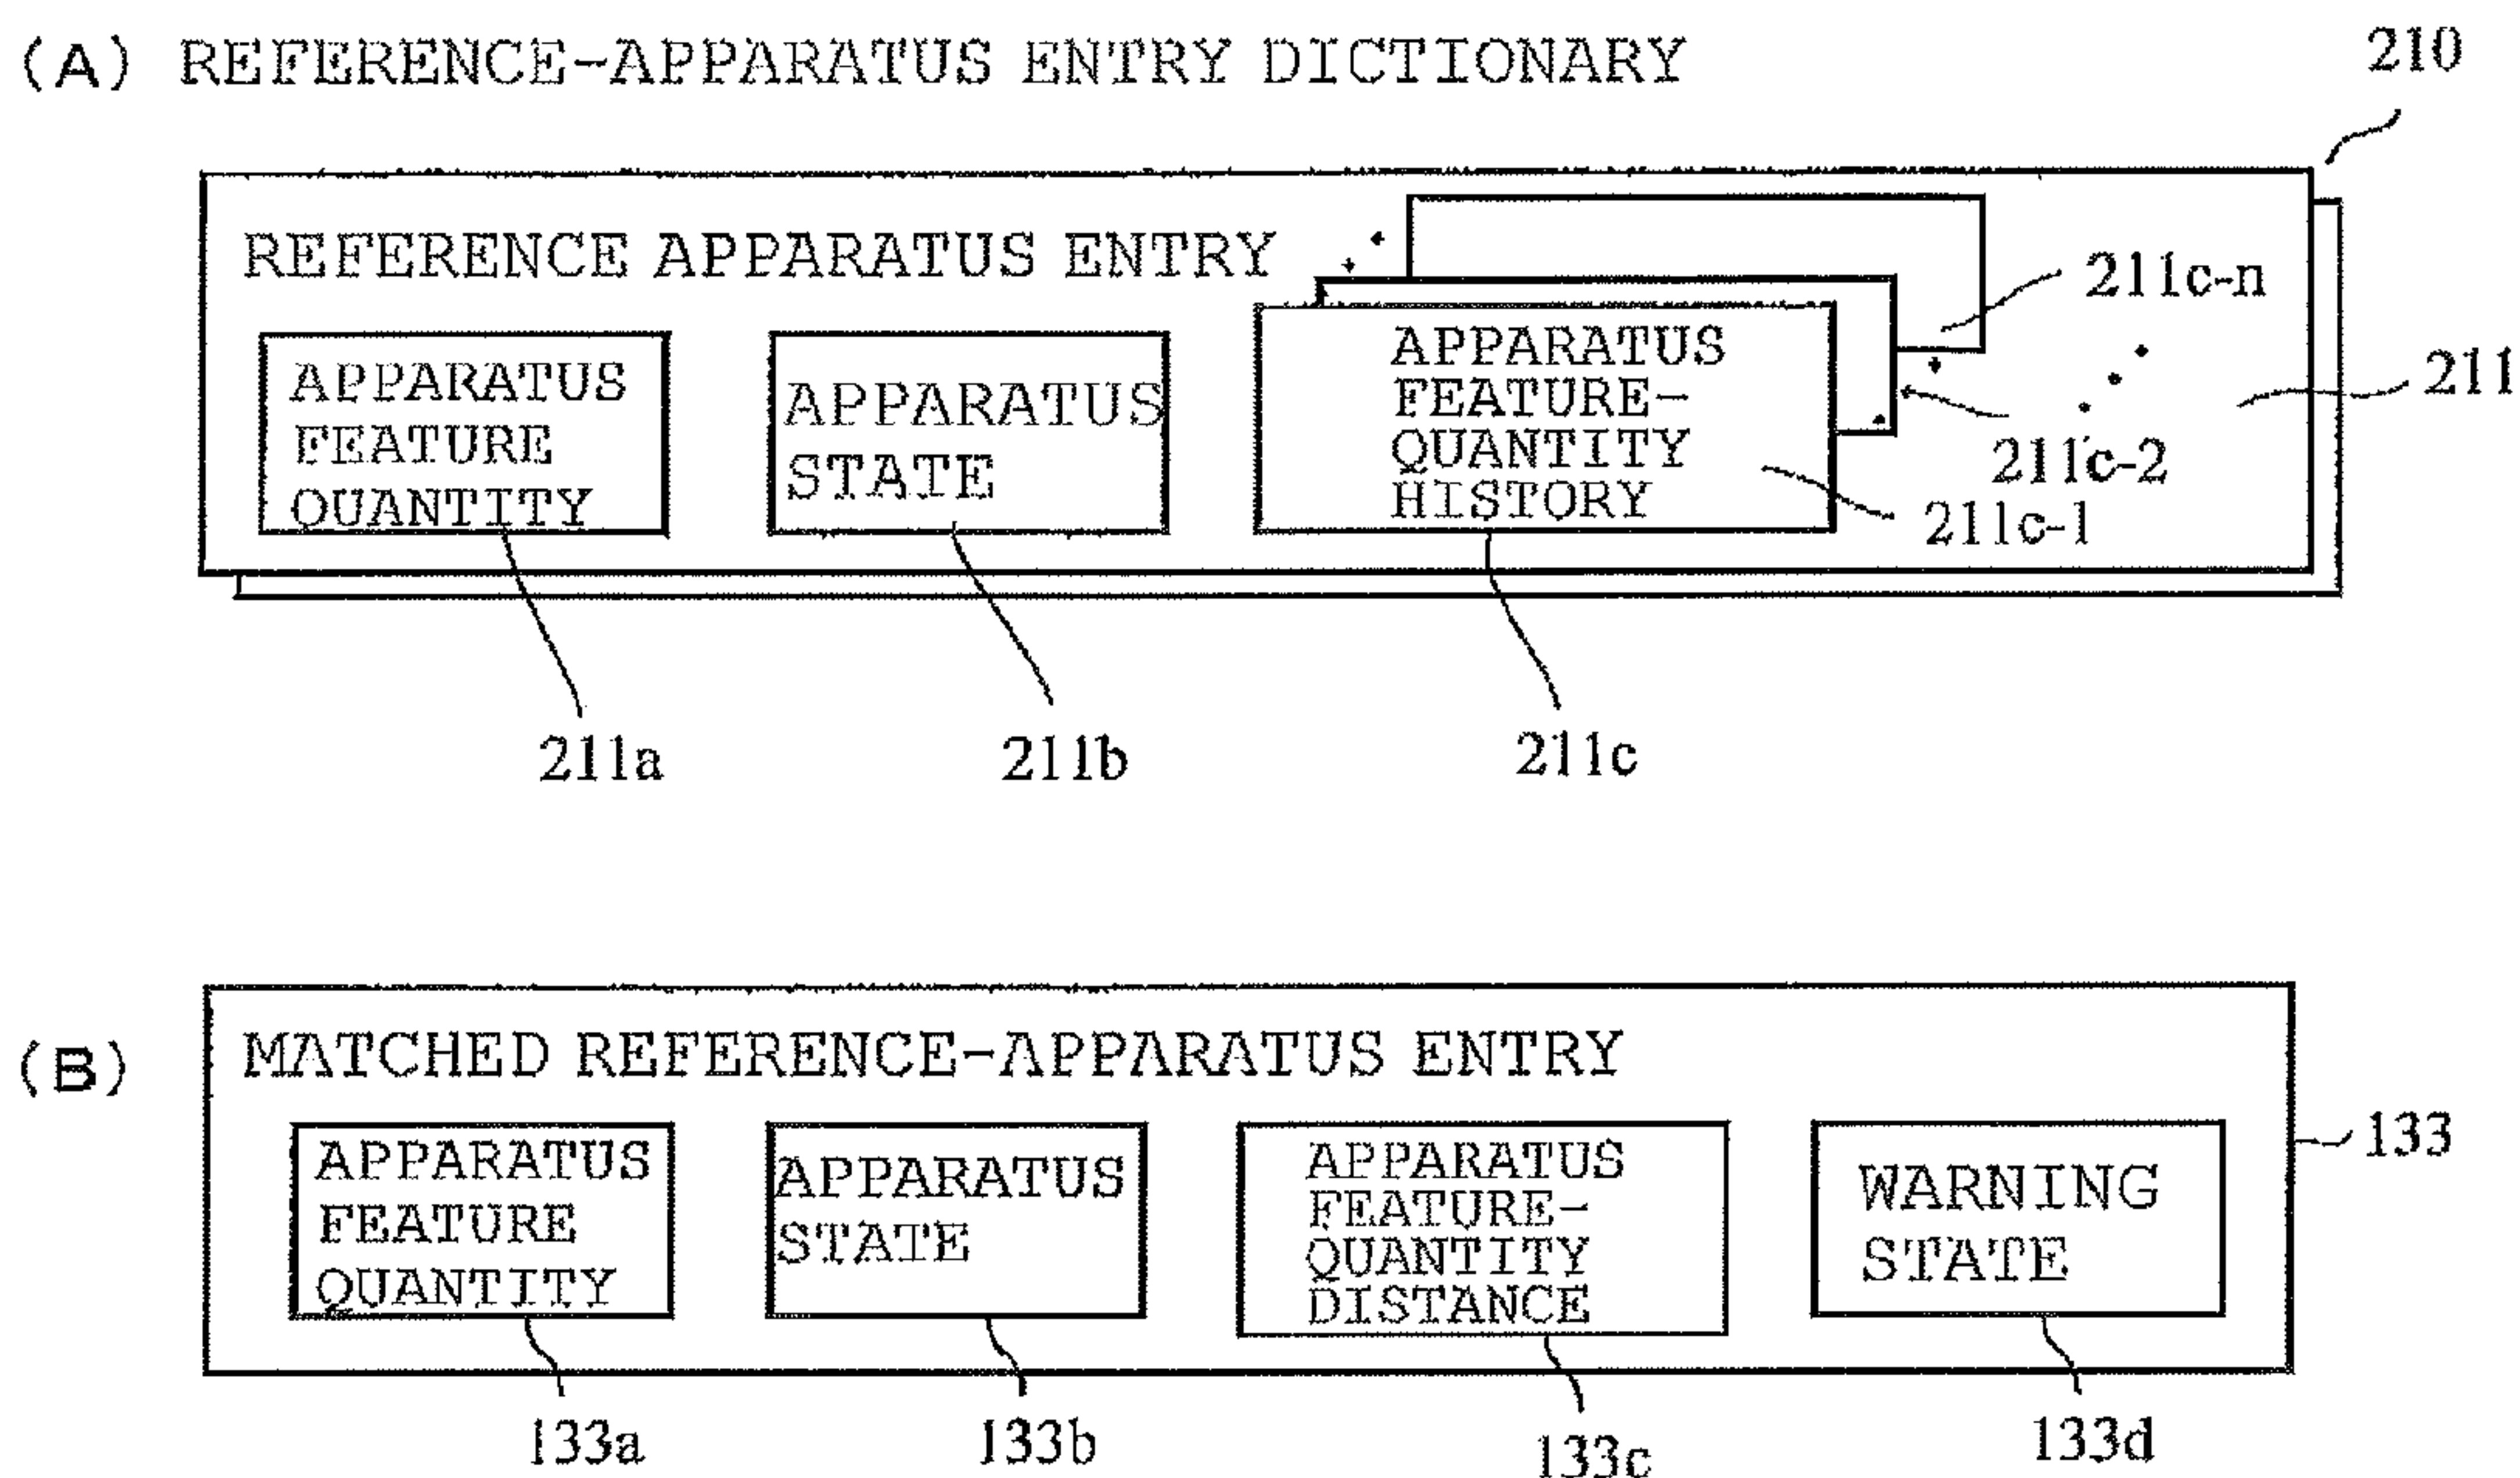 (A) REFERENCE-APPARATUS ENTRY DICTIONARY
210
REFERENCE APPARATUS ENTRY
211c-n
APPARATUS
FEATURE
QUANTITY
APPARATUS
STATE
APPARATUS
FEATURE-
QUANTITY
HISTORY
211
211c-2
211c-1
211a
211b
211c
(B)
MATCHED REFERENCE-APPARATUS ENTRY
133
APPARATUS
FEATURE
QUANTITY
APPARATUS
STATE
APPARATUS
FEATURE-
QUANTITY
DISTANCE
WARNING
STATE
133a
133b
133c
133d